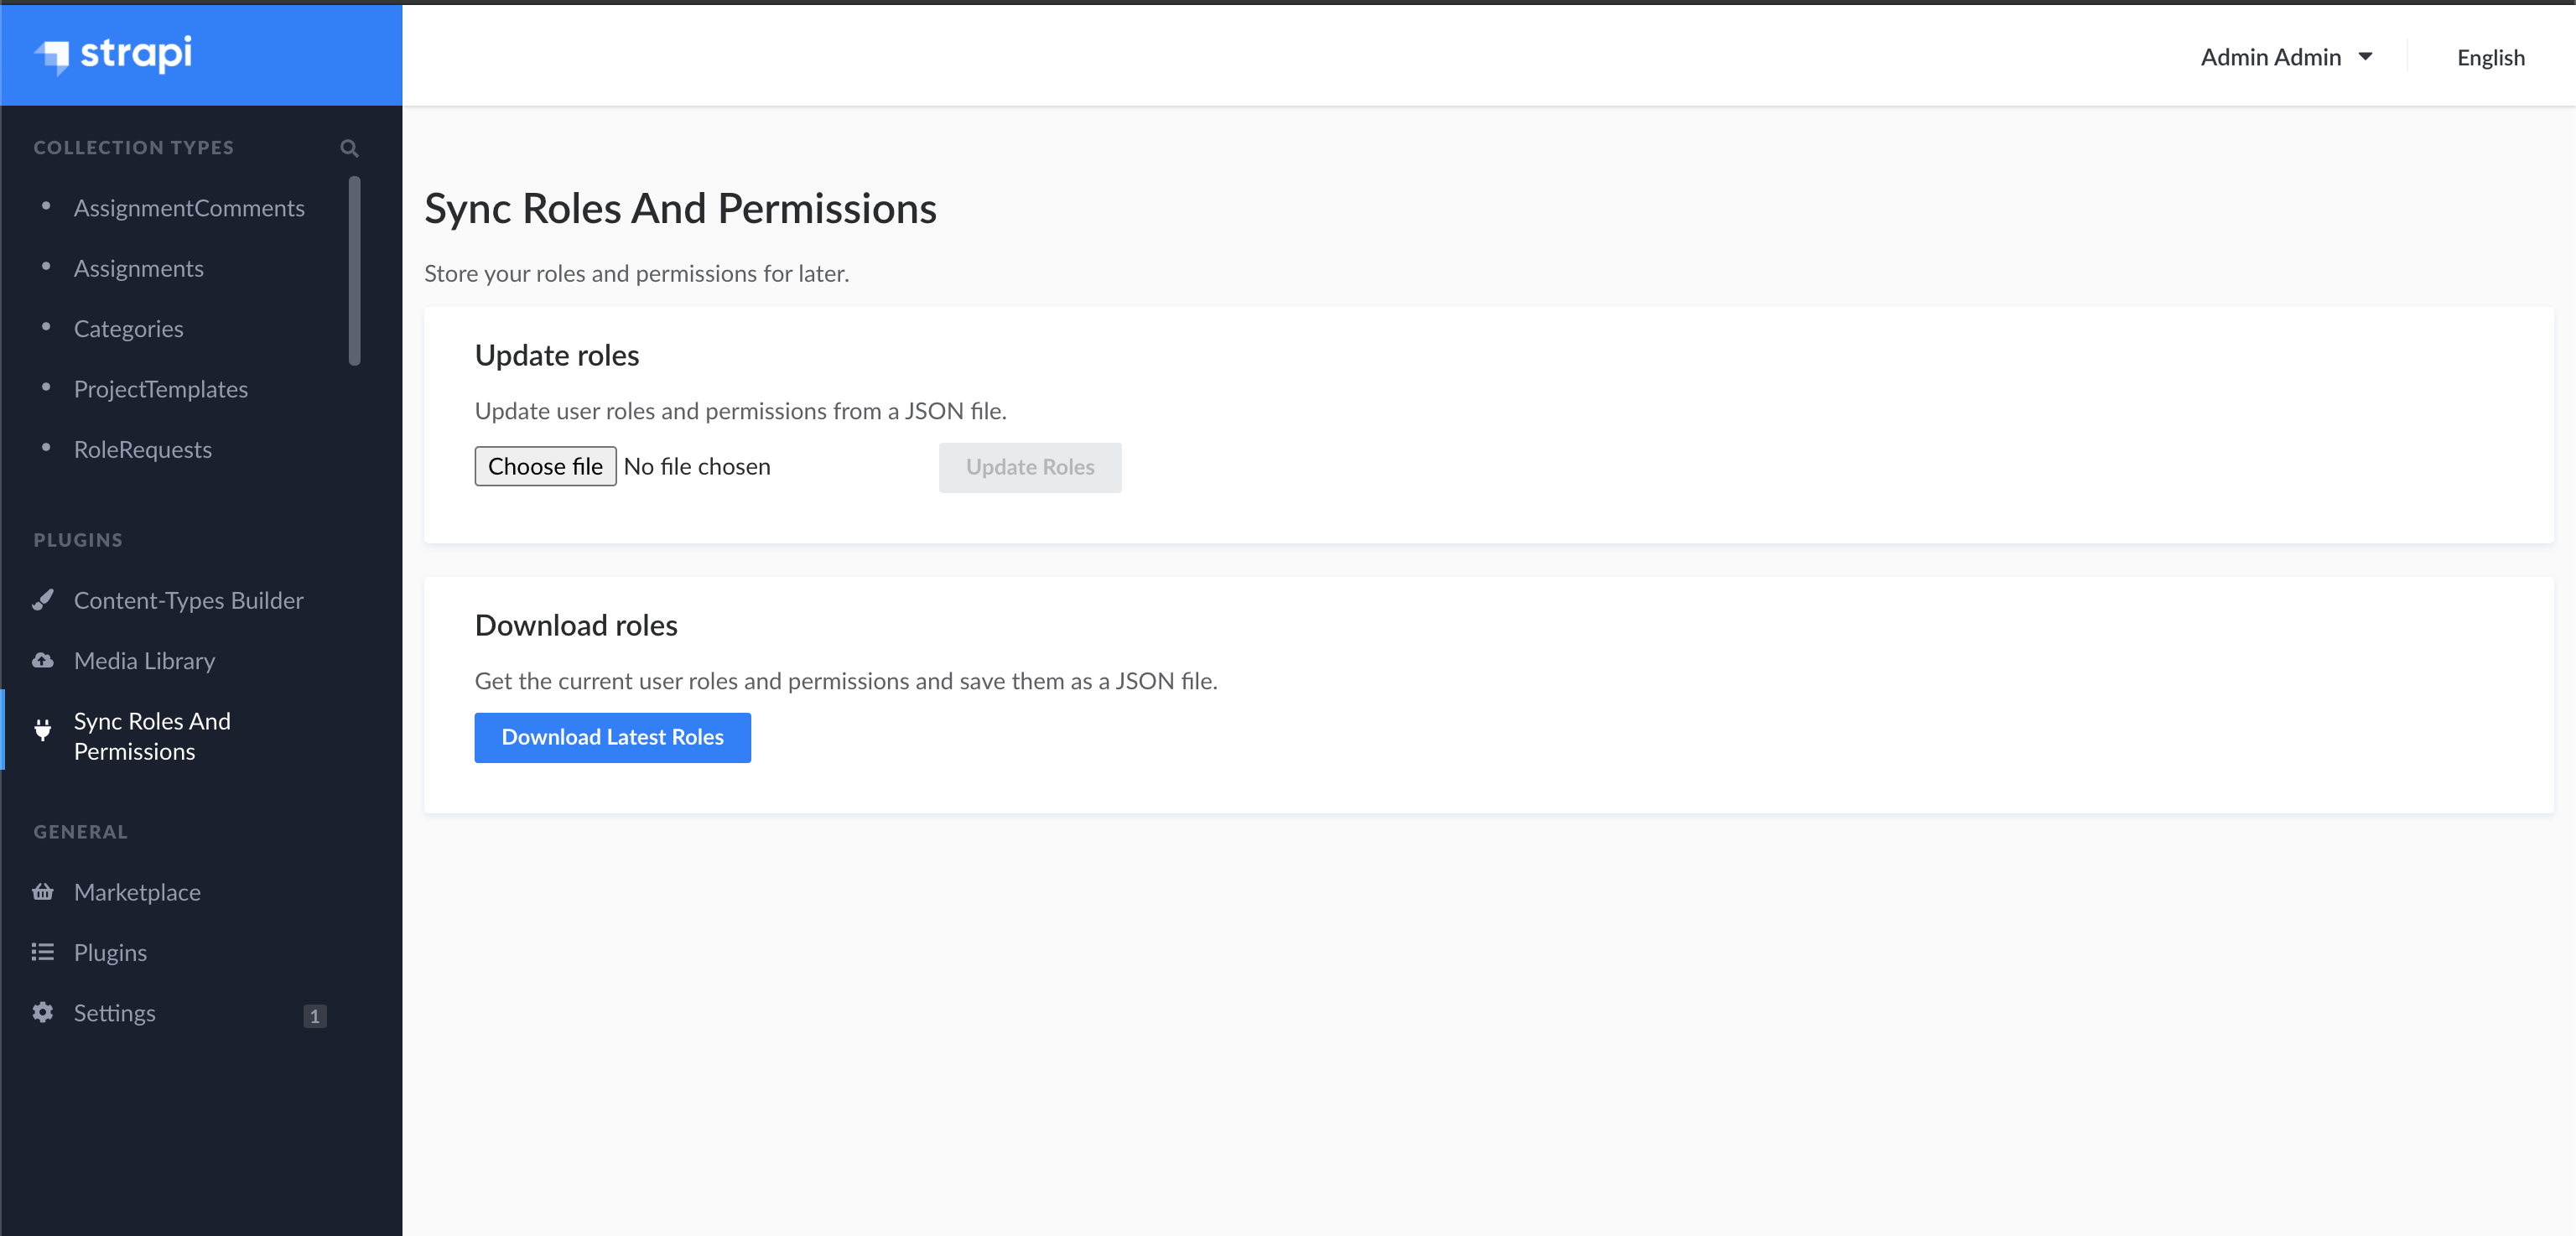 strapi
Admin Admin
English
COLLECTION TYPES
AssignmentComments
Assignments
Categories
ProjectTemplates
RoleRequests
PLUGINS
Content-Types Builder
Media Library
Sync Roles And
Permissions
GENERAL
Marketplace
Plugins
Settings
1
Sync Roles And Permissions
Store your roles and permissions for later.
Update roles
Update user roles and permissions from a JSON file.
Choose file No file chosen
Update Roles
Download roles
Get the current user roles and permissions and save them as a JSON file.
Download Latest Roles